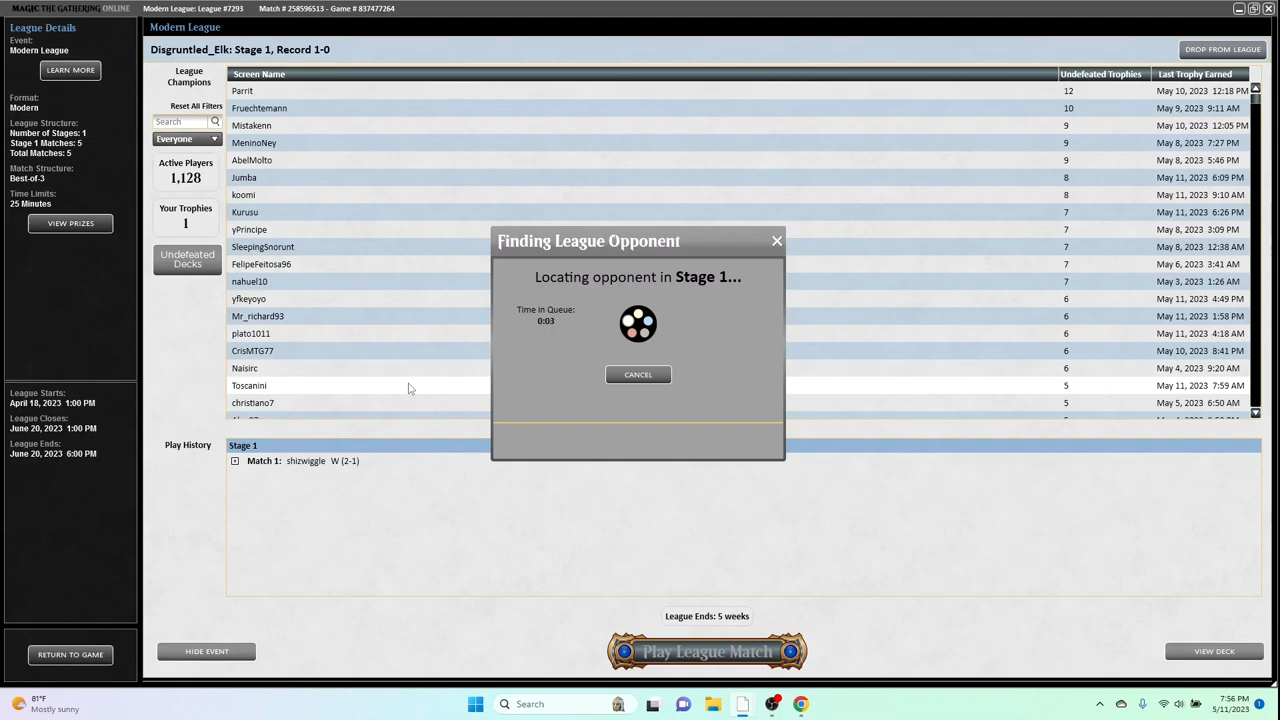 MAGIC THE GATHERING ONLINE
Modern League: League #7293
Match # 258596513 - Game # 837477264
League Details
Event:
Modern League
LEARN MORE
Format:
Modern
League Structure:
Number of Stages: 1
Stage 1 Matches: 5
Total Matches: 5
Match Structure:
Best-of-3
Time Limits:
25 Minutes
VIEW PRIZES
League Starts:
April 18, 2023 1:00 PM
League Closes:
June 20, 2023 1:00 PM
League Ends:
June 20, 2023 6:00 PM
RETURN TO GAME
Modern League
Disgruntled_Elk: Stage 1, Record 1-0
DROP FROM LEAGUE
League
Champions
Reset All Filters
Search
Everyone
Active Players
1,128
Your Trophies
1
Undefeated
Decks
Screen Name Undefeated Trophies Last Trophy Earned
Parrit 12 May 10, 2023 12:18 PM
Fruechtemann 10 May 9, 2023 9:11 AM
Mistakenn 9 May 10, 2023 12:05 PM
MeninoNey 9 May 8, 2023 7:27 PM
AbelMolto 9 May 8, 2023 5:46 PM
Jumba 8 May 11, 2023 6:09 PM
koomi 8 May 11, 2023 9:10 AM
Kurusu 7 May 11, 2023 6:26 PM
yPrincipe 7 May 8, 2023 3:09 PM
SleepingSnorunt 7 May 8, 2023 12:38 AM
FelipeFeitosa96 7 May 6, 2023 3:41 AM
nahuel10 7 May 3, 2023 1:26 AM
yfkeyoyo 6 May 11, 2023 4:49 PM
Mr_richard93 6 May 11, 2023 1:58 PM
plato1011 6 May 11, 2023 4:18 AM
CrisMTG77 6 May 10, 2023 8:41 PM
Naisirc 6 May 4, 2023 9:20 AM
Toscanini 5 May 11, 2023 7:59 AM
christiano7 5 May 5, 2023 6:50 AM
Finding League Opponent
Locating opponent in Stage 1...
Time in Queue:
0:03
CANCEL
Play History
Stage 1
Match 1: shizwiggle W (2-1)
League Ends: 5 weeks
HIDE EVENT
Play League Match
VIEW DECK
81°F
Mostly sunny
Search
7:56 PM
5/11/2023
1